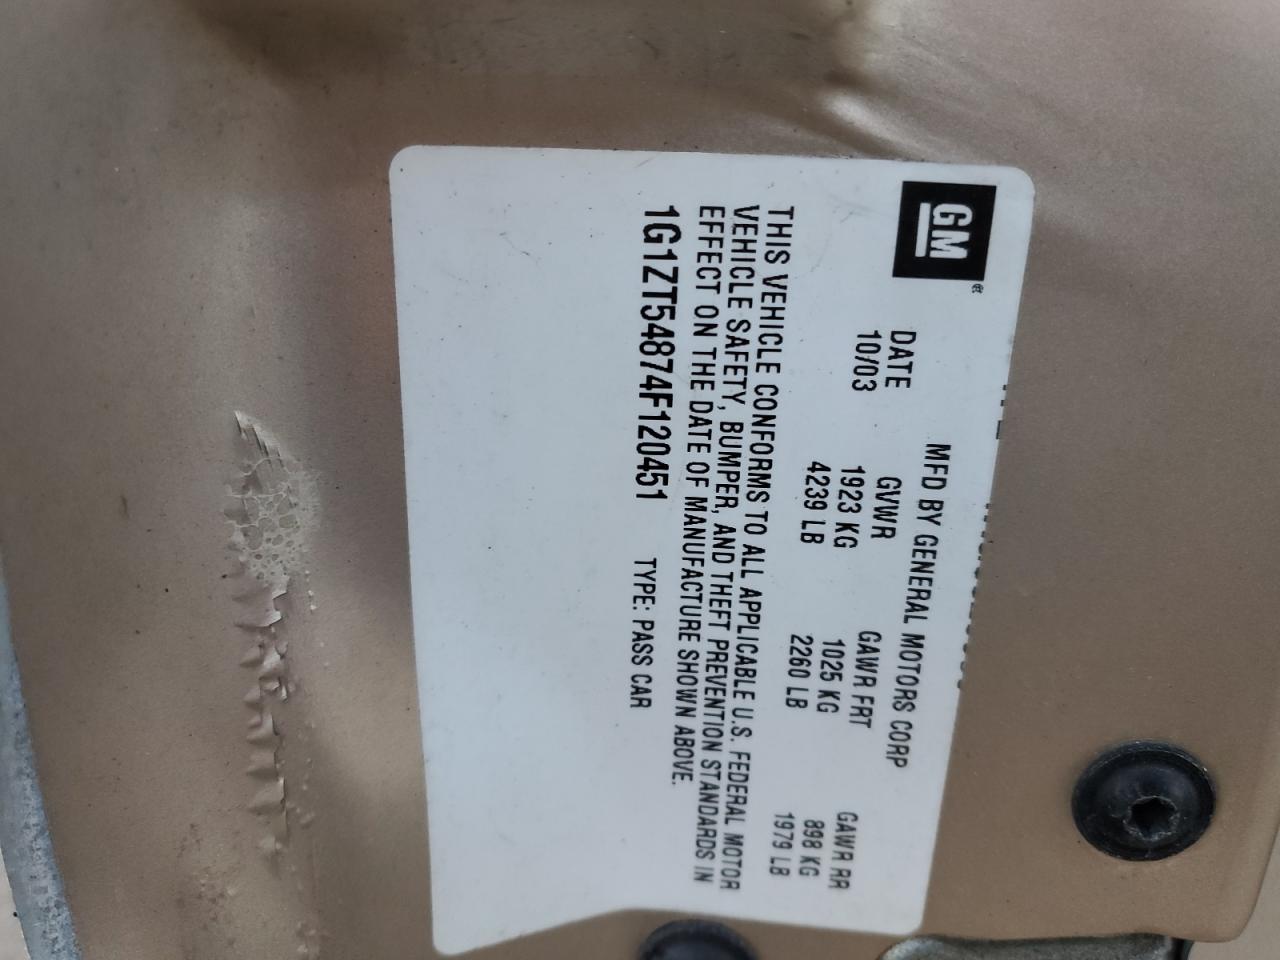 GM
MFD BY GENERAL MOTORS CORP
DATE GVWR GAWR FRT GAWR RR
10/03 1923 KG 1025 KG 898 KG
4239 LB 2260 LB 1979 LB
THIS VEHICLE CONFORMS TO ALL APPLICABLE U.S. FEDERAL MOTOR
VEHICLE SAFETY, BUMPER, AND THEFT PREVENTION STANDARDS IN
EFFECT ON THE DATE OF MANUFACTURE SHOWN ABOVE.
1G1ZT54874F120451 TYPE: PASS CAR